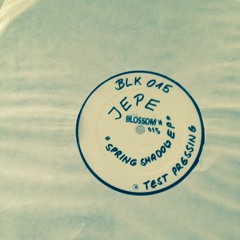 BLK 015
JEPE
BLOSSOM
"SPRING SHADOW EP"
TEST PRESSING